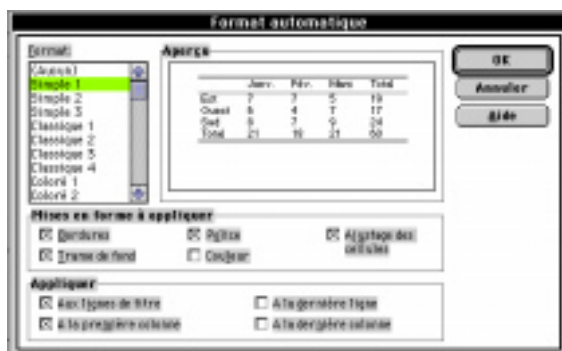 Format automatique
Format:
(Aucun)
Simple 1
Simple 2
Simple 3
Classique 1
Classique 2
Classique 3
Classique 4
Coloré 1
Coloré 2
Aperçu
Janv. Fév. Mars Total
Est 7 7 5 19
Ouest 6 4 7 17
Sud 8 7 9 24
Total 21 18 21 60
OK
Annuler
Aide
Mises en forme à appliquer
Bordures
Police
Ajustage des cellules
Trame de fond
Couleur
Appliquer
Aux lignes de titre
A la dernière ligne
A la première colonne
A la dernière colonne